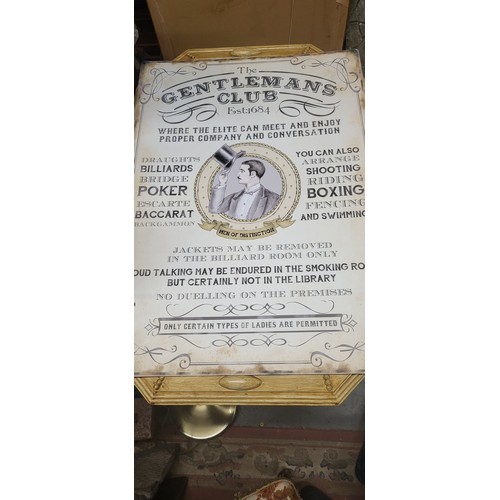 The
GENTLEMANS
CLUB
Est:1684
WHERE THE ELITE CAN MEET AND ENJOY
PROPER COMPANY AND CONVERSATION
DRAUGHTS
BILLIARDS
BRIDGE
POKER
ESCARTE
BACCARAT
BACKGAMMON
MEN OF DISTINCTION
YOU CAN ALSO
ARRANGE
SHOOTING
RIDING
BOXING
FENCING
AND SWIMMING
JACKETS MAY BE REMOVED
IN THE BILLIARD ROOM ONLY
OUD TALKING MAY BE ENDURED IN THE SMOKING RO
BUT CERTAINLY NOT IN THE LIBRARY
NO DUELLING ON THE PREMISES
ONLY CERTAIN TYPES OF LADIES ARE PERMITTED